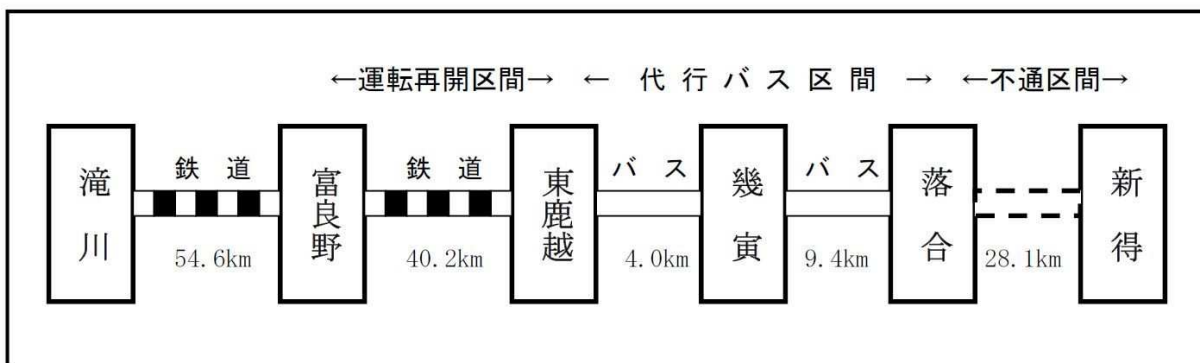 ←運転再開区間→ ← 代行バス区間 → ←不通区間→
滝川 鉄道 富良野 鉄道 東鹿越 バス 幾寅 バス 落合 新得
54.6km 40.2km 4.0km 9.4km 28.1km